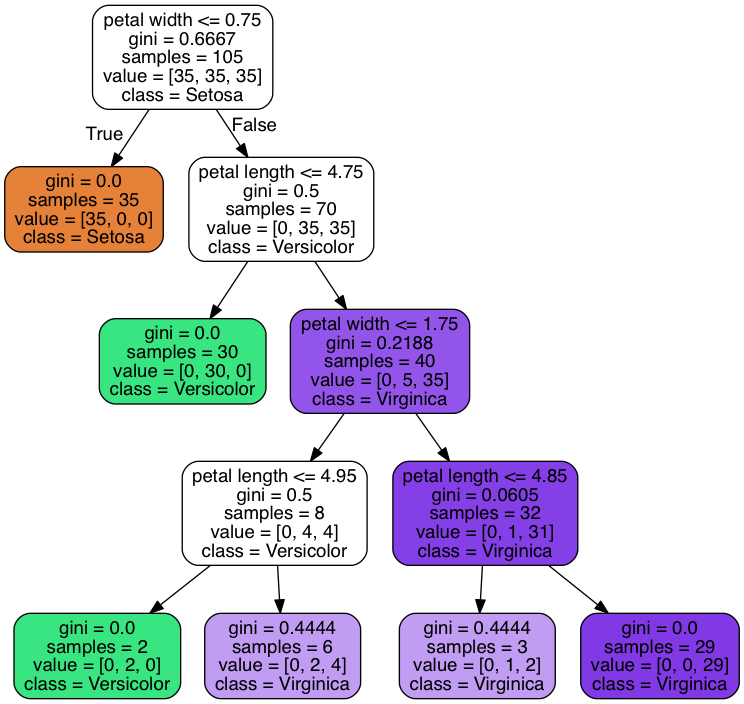 petal width <= 0.75
gini = 0.6667
samples = 105
value = [35, 35, 35]
class = Setosa
True
False
gini = 0.0
samples = 35
value = [35, 0, 0]
class = Setosa
petal length <= 4.75
gini = 0.5
samples = 70
value = [0, 35, 35]
class = Versicolor
gini = 0.0
samples = 30
value = [0, 30, 0]
class = Versicolor
petal width <= 1.75
gini = 0.2188
samples = 40
value = [0, 5, 35]
class = Virginica
petal length <= 4.95
gini = 0.5
samples = 8
value = [0, 4, 4]
class = Versicolor
petal length <= 4.85
gini = 0.0605
samples = 32
value = [0, 1, 31]
class = Virginica
gini = 0.0
samples = 2
value = [0, 2, 0]
class = Versicolor
gini = 0.4444
samples = 6
value = [0, 2, 4]
class = Virginica
gini = 0.4444
samples = 3
value = [0, 1, 2]
class = Virginica
gini = 0.0
samples = 29
value = [0, 0, 29]
class = Virginica